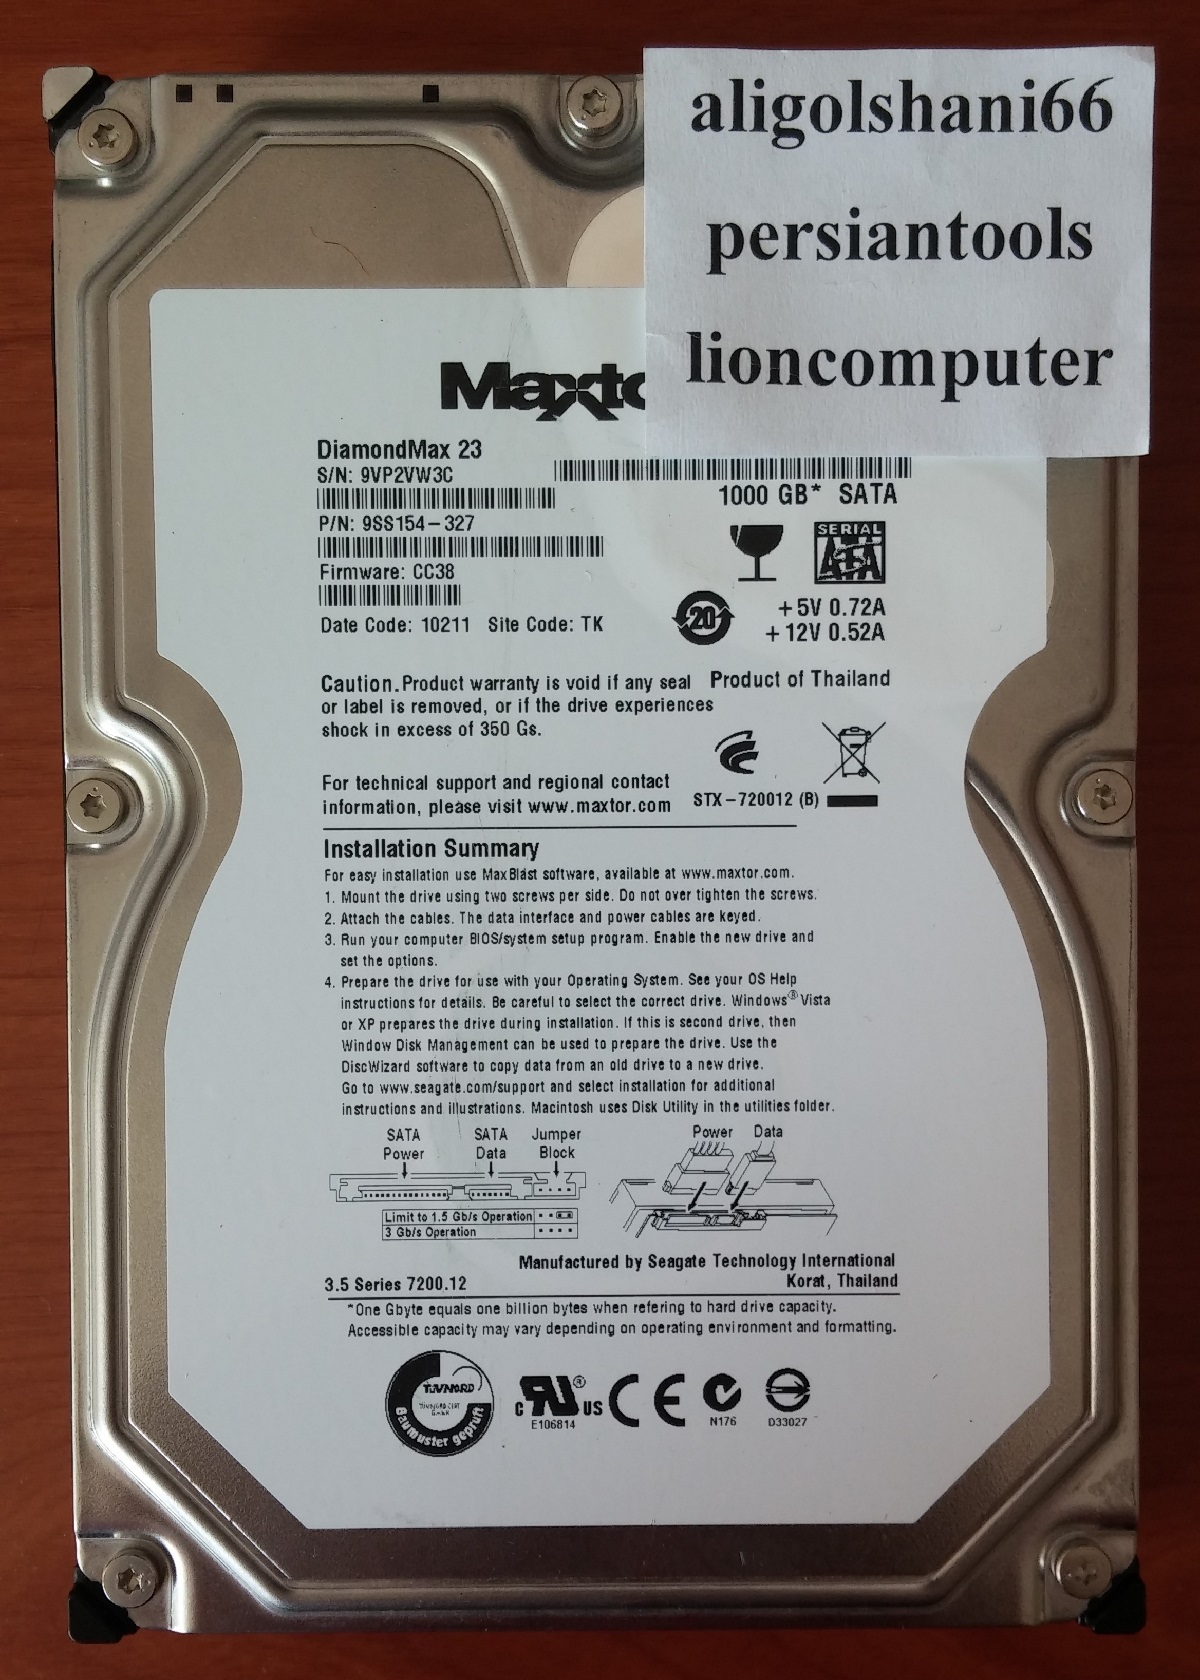 aligolshani66
persiantools
lioncomputer
DiamondMax 23
S/N: 9VP2VW3C
1000 GB* SATA
P/N: 9SS154-327
SERIAL
ATA
Firmware: CC38
20
+5V 0.72A
+12V 0.52A
Date Code: 10211 Site Code: TK
Caution. Product warranty is void if any seal
or label is removed, or if the drive experiences
shock in excess of 350 Gs.
Product of Thailand
For technical support and regional contact
information, please visit www.maxtor.com
STX-720012 (B)
Installation Summary
For easy installation use MaxBlast software, available at www.maxtor.com.
1. Mount the drive using two screws per side. Do not over tighten the screws.
2. Attach the cables. The data interface and power cables are keyed.
3. Run your computer BIOS/system setup program. Enable the new drive and
set the options.
4. Prepare the drive for use with your Operating System. See your OS Help
instructions for details. Be careful to select the correct drive. Windows® Vista
or XP prepares the drive during installation. If this is second drive, then
Window Disk Management can be used to prepare the drive. Use the
DiscWizard software to copy data from an old drive to a new drive.
Go to www.seagate.com/support and select installation for additional
instructions and illustrations. Macintosh uses Disk Utility in the utilities folder.
SATA Power
SATA Data
Jumper Block
Power Data
Limit to 1.5 Gb/s Operation
3 Gb/s Operation
Manufactured by Seagate Technology International
3.5 Series 7200.12 Korat, Thailand
*One Gbyte equals one billion bytes when refering to hard drive capacity.
Accessible capacity may vary depending on operating environment and formatting.
TÜVNORD
Baumuster geprüft
C RU ® US
E106814
CE
N176
D33027